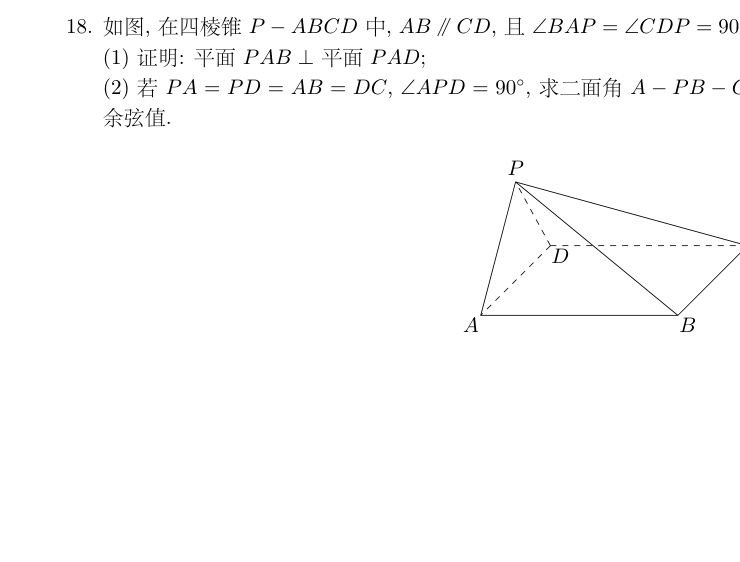 18. 如图, 在四棱锥 P − ABCD 中, AB ∥ CD, 且 ∠BAP = ∠CDP = 90
(1) 证明: 平面 PAB ⊥ 平面 PAD;
(2) 若 PA = PD = AB = DC, ∠APD = 90°, 求二面角 A − PB −
余弦值.
P
D
A
B